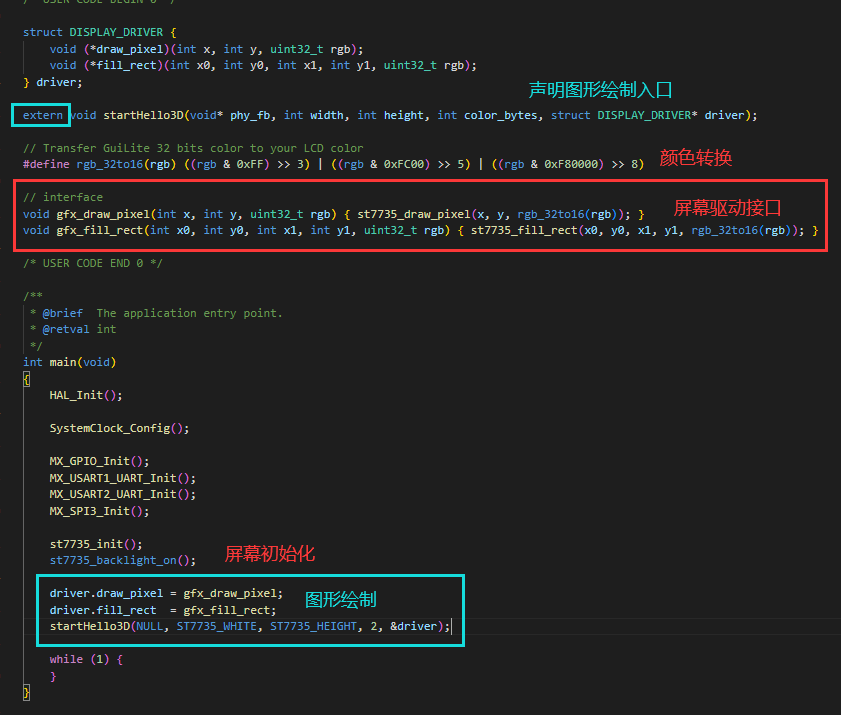 /* USER CODE BEGIN 0 */
struct DISPLAY_DRIVER {
void (*draw_pixel)(int x, int y, uint32_t rgb);
void (*fill_rect)(int x0, int y0, int x1, int y1, uint32_t rgb);
} driver;
声明图形绘制入口
extern void startHello3D(void* phy_fb, int width, int height, int color_bytes, struct DISPLAY_DRIVER* driver);
// Transfer GuiLite 32 bits color to your LCD color
#define rgb_32to16(rgb) ((rgb & 0xFF) >> 3) | ((rgb & 0xFC00) >> 5) | ((rgb & 0xF80000) >> 8) 颜色转换
// interface
void gfx_draw_pixel(int x, int y, uint32_t rgb) { st7735_draw_pixel(x, y, rgb_32to16(rgb)); } 屏幕驱动接口
void gfx_fill_rect(int x0, int y0, int x1, int y1, uint32_t rgb) { st7735_fill_rect(x0, y0, x1, y1, rgb_32to16(rgb)); }
/* USER CODE END 0 */
/**
* @brief  The application entry point.
* @retval int
*/
int main(void)
{
HAL_Init();
SystemClock_Config();
MX_GPIO_Init();
MX_USART1_UART_Init();
MX_USART2_UART_Init();
MX_SPI3_Init();
st7735_init();
屏幕初始化
st7735_backlight_on();
driver.draw_pixel = gfx_draw_pixel;
图形绘制
driver.fill_rect  = gfx_fill_rect;
startHello3D(NULL, ST7735_WHITE, ST7735_HEIGHT, 2, &driver);
while (1) {
}
}